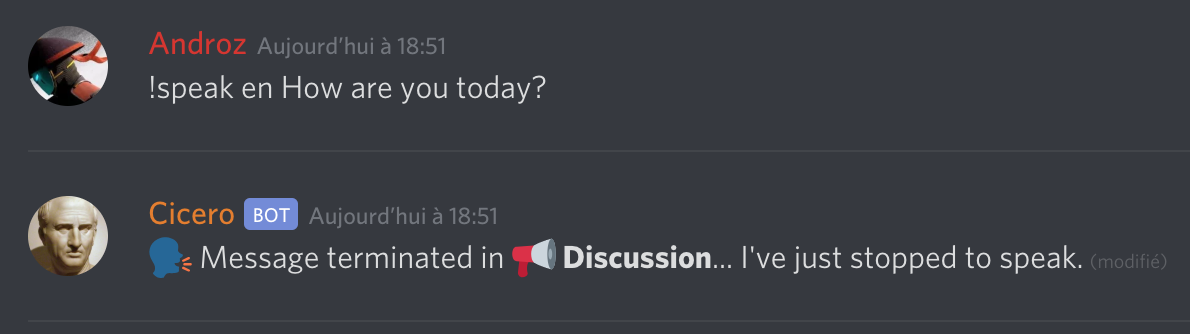 Androz Aujourd’hui à 18:51
!speak en How are you today?
Cicero BOT Aujourd’hui à 18:51
🗣 Message terminated in 📢 Discussion... I've just stopped to speak. (modifié)